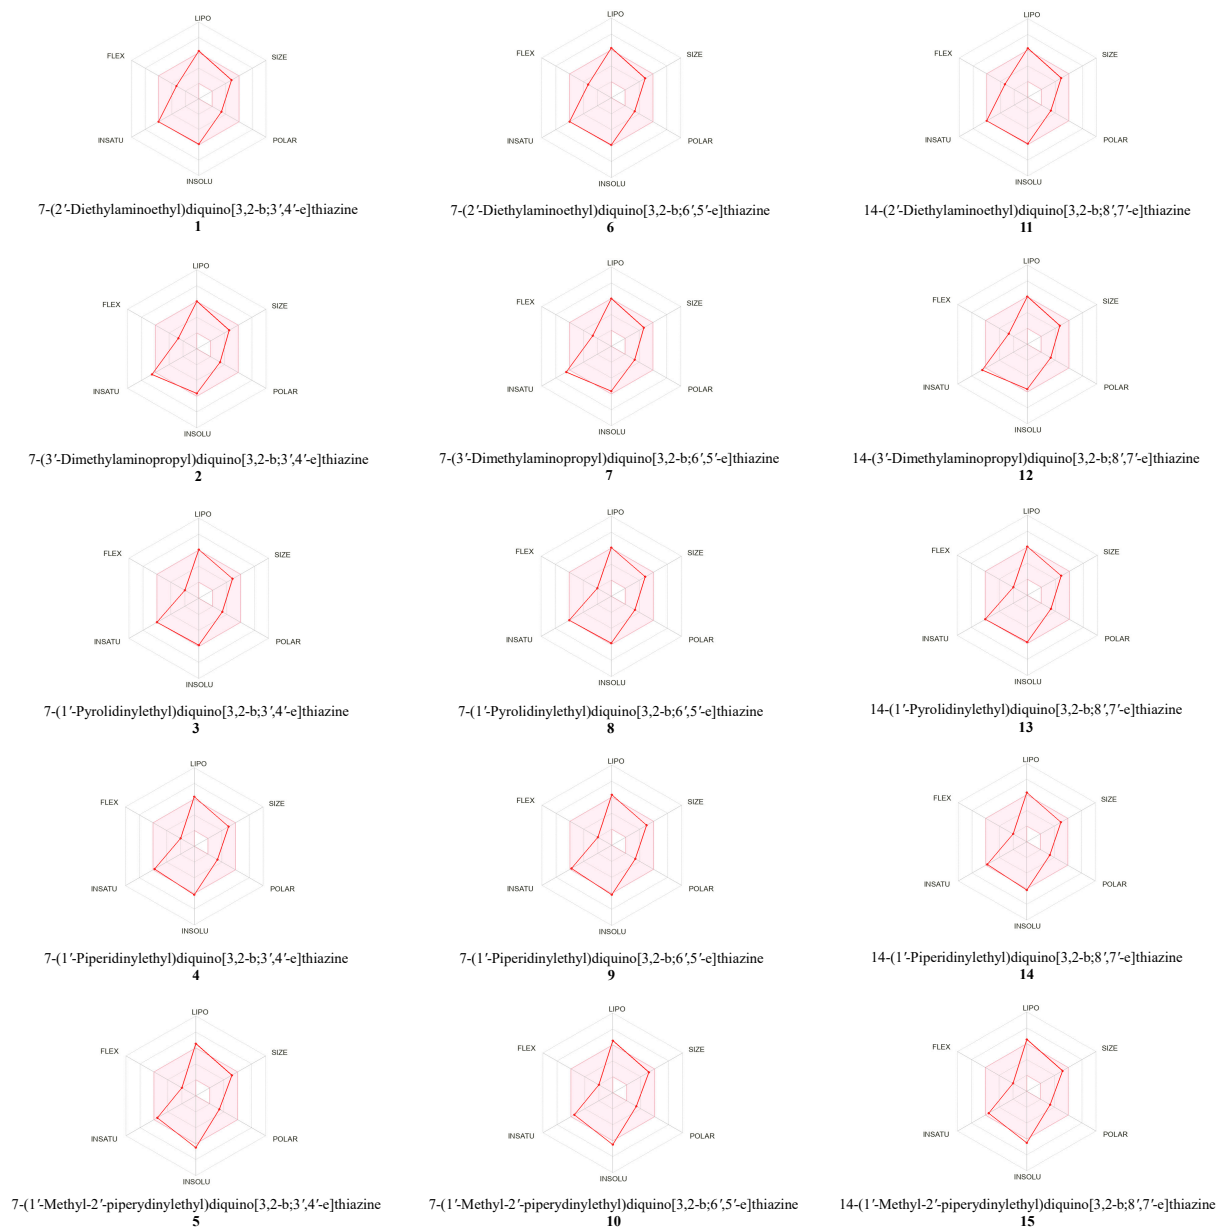 LIPO
FLEX
SIZE
INSATU
POLAR
INSOLU
7-(2′-Diethylaminoethyl)diquino[3,2-b;3′,4′-e]thiazine
1
LIPO
FLEX
SIZE
INSATU
POLAR
INSOLU
7-(2′-Diethylaminoethyl)diquino[3,2-b;6′,5′-e]thiazine
6
LIPO
FLEX
SIZE
INSATU
POLAR
INSOLU
14-(2′-Diethylaminoethyl)diquino[3,2-b;8′,7′-e]thiazine
11
LIPO
FLEX
SIZE
INSATU
POLAR
INSOLU
7-(3′-Dimethylaminopropyl)diquino[3,2-b;3′,4′-e]thiazine
2
LIPO
FLEX
SIZE
INSATU
POLAR
INSOLU
7-(3′-Dimethylaminopropyl)diquino[3,2-b;6′,5′-e]thiazine
7
LIPO
FLEX
SIZE
INSATU
POLAR
INSOLU
14-(3′-Dimethylaminopropyl)diquino[3,2-b;8′,7′-e]thiazine
12
LIPO
FLEX
SIZE
INSATU
POLAR
INSOLU
7-(1′-Pyrolidinylethyl)diquino[3,2-b;3′,4′-e]thiazine
3
LIPO
FLEX
SIZE
INSATU
POLAR
INSOLU
7-(1′-Pyrolidinylethyl)diquino[3,2-b;6′,5′-e]thiazine
8
LIPO
FLEX
SIZE
INSATU
POLAR
INSOLU
14-(1′-Pyrolidinylethyl)diquino[3,2-b;8′,7′-e]thiazine
13
LIPO
FLEX
SIZE
INSATU
POLAR
INSOLU
7-(1′-Piperidinylethyl)diquino[3,2-b;3′,4′-e]thiazine
4
LIPO
FLEX
SIZE
INSATU
POLAR
INSOLU
7-(1′-Piperidinylethyl)diquino[3,2-b;6′,5′-e]thiazine
9
LIPO
FLEX
SIZE
INSATU
POLAR
INSOLU
14-(1′-Piperidinylethyl)diquino[3,2-b;8′,7′-e]thiazine
14
LIPO
FLEX
SIZE
INSATU
POLAR
INSOLU
7-(1′-Methyl-2′-piperydinylethyl)diquino[3,2-b;3′,4′-e]thiazine
5
LIPO
FLEX
SIZE
INSATU
POLAR
INSOLU
7-(1′-Methyl-2′-piperydinylethyl)diquino[3,2-b;6′,5′-e]thiazine
10
LIPO
FLEX
SIZE
INSATU
POLAR
INSOLU
14-(1′-Methyl-2′-piperydinylethyl)diquino[3,2-b;8′,7′-e]thiazine
15